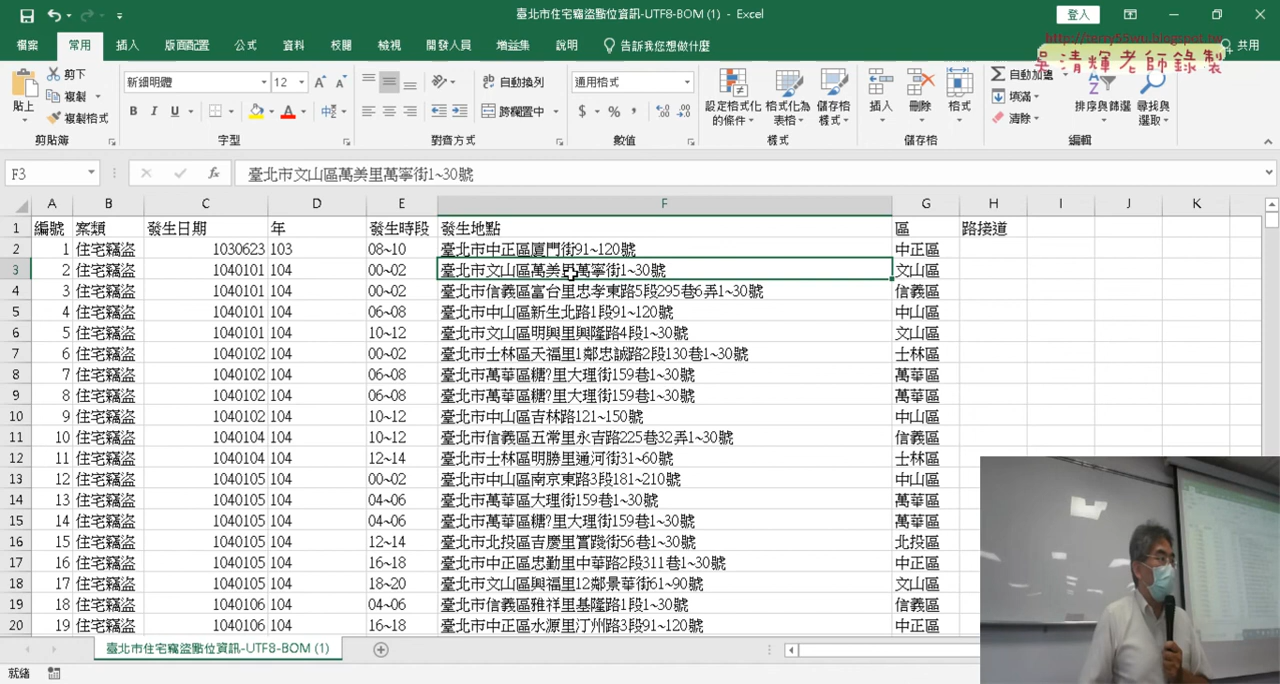 臺北市住宅竊盜點位資訊-UTF8-BOM (1) - Excel
登入
檔案 常用 插入 版面配置 公式 資料 校閱 檢視 開發人員 增益集 說明 告訴我您想做什麼 共用
http://terry55wu.blogspot.tw
吳清輝老師錄製
貼上 剪下 複製 複製格式 剪貼簿
新細明體 12 B I U 字型
自動換列 跨欄置中 對齊方式
通用格式 $ % 數值
設定格式化的條件 格式化為表格 儲存格樣式 樣式
插入 刪除 格式 儲存格
自動加總 填滿 清除 排序與篩選 尋找與選取 編輯
F3 fx 臺北市文山區萬美里萬寧街1~30號
A B C D E F G H I J K
1 編號 案類 發生日期 年 發生時段 發生地點 區 路接道
2 1 住宅竊盜 1030623 103 08~10 臺北市中正區廈門街91~120號 中正區
3 2 住宅竊盜 1040101 104 00~02 臺北市文山區萬美里萬寧街1~30號 文山區
4 3 住宅竊盜 1040101 104 00~02 臺北市信義區富台里忠孝東路5段295巷6弄1~30號 信義區
5 4 住宅竊盜 1040101 104 06~08 臺北市中山區新生北路1段91~120號 中山區
6 5 住宅竊盜 1040101 104 10~12 臺北市文山區明興里興隆路4段1~30號 文山區
7 6 住宅竊盜 1040102 104 00~02 臺北市士林區天福里1鄰忠誠路2段130巷1~30號 士林區
8 7 住宅竊盜 1040102 104 06~08 臺北市萬華區糖?里大理街159巷1~30號 萬華區
9 8 住宅竊盜 1040102 104 06~08 臺北市萬華區糖?里大理街159巷1~30號 萬華區
10 9 住宅竊盜 1040102 104 10~12 臺北市中山區吉林路121~150號 中山區
11 10 住宅竊盜 1040104 104 10~12 臺北市信義區五常里永吉路225巷32弄1~30號 信義區
12 11 住宅竊盜 1040104 104 12~14 臺北市士林區明勝里通河街31~60號 士林區
13 12 住宅竊盜 1040105 104 00~02 臺北市中山區南京東路3段181~210號 中山區
14 13 住宅竊盜 1040105 104 04~06 臺北市萬華區大理街159巷1~30號 萬華區
15 14 住宅竊盜 1040105 104 04~06 臺北市萬華區糖?里大理街159巷1~30號 萬華區
16 15 住宅竊盜 1040105 104 12~14 臺北市北投區吉慶里實踐街56巷1~30號 北投區
17 16 住宅竊盜 1040105 104 16~18 臺北市中正區忠勤里中華路2段311巷1~30號 中正區
18 17 住宅竊盜 1040105 104 18~20 臺北市文山區興福里12鄰景華街61~90號 文山區
19 18 住宅竊盜 1040106 104 04~06 臺北市信義區雅祥里基隆路1段1~30號 信義區
20 19 住宅竊盜 1040106 104 16~18 臺北市中正區水源里汀州路3段91~120號 中正區
臺北市住宅竊盜點位資訊-UTF8-BOM (1)
就緒